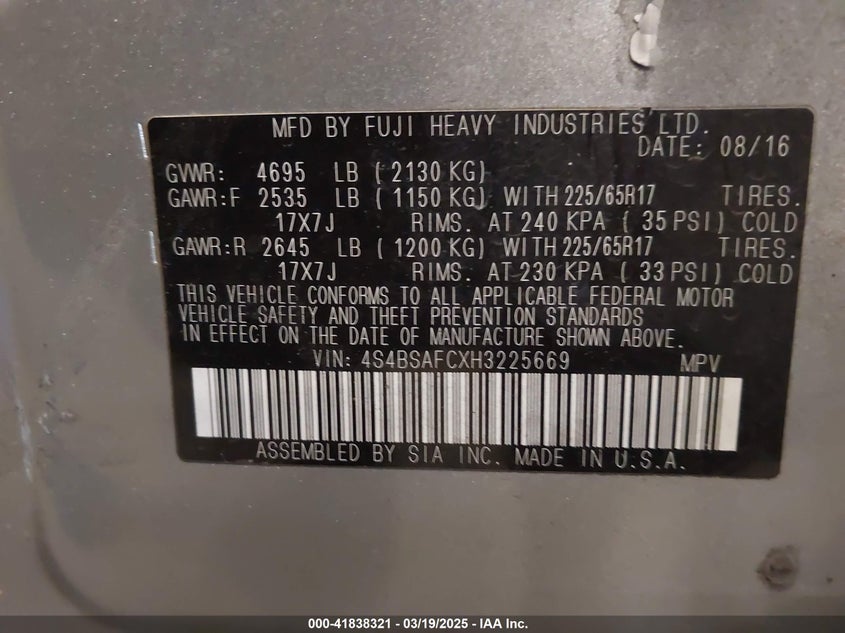 MFD BY FUJI HEAVY INDUSTRIES LTD.
DATE: 08/16
GVWR: 4695 LB ( 2130 KG)
GAWR:F 2535 LB ( 1150 KG) WITH 225/65R17 TIRES.
17X7J RIMS. AT 240 KPA ( 35 PSI) COLD
GAWR:R 2645 LB ( 1200 KG) WITH 225/65R17 TIRES.
17X7J RIMS. AT 230 KPA ( 33 PSI) COLD
THIS VEHICLE CONFORMS TO ALL APPLICABLE FEDERAL MOTOR
VEHICLE SAFETY AND THEFT PREVENTION STANDARDS
IN EFFECT ON THE DATE OF MANUFACTURE SHOWN ABOVE.
VIN: 4S4BSAFCXH3225669 MPV
ASSEMBLED BY SIA INC. MADE IN U.S.A.
000-41838321 - 03/19/2025 - IAA Inc.